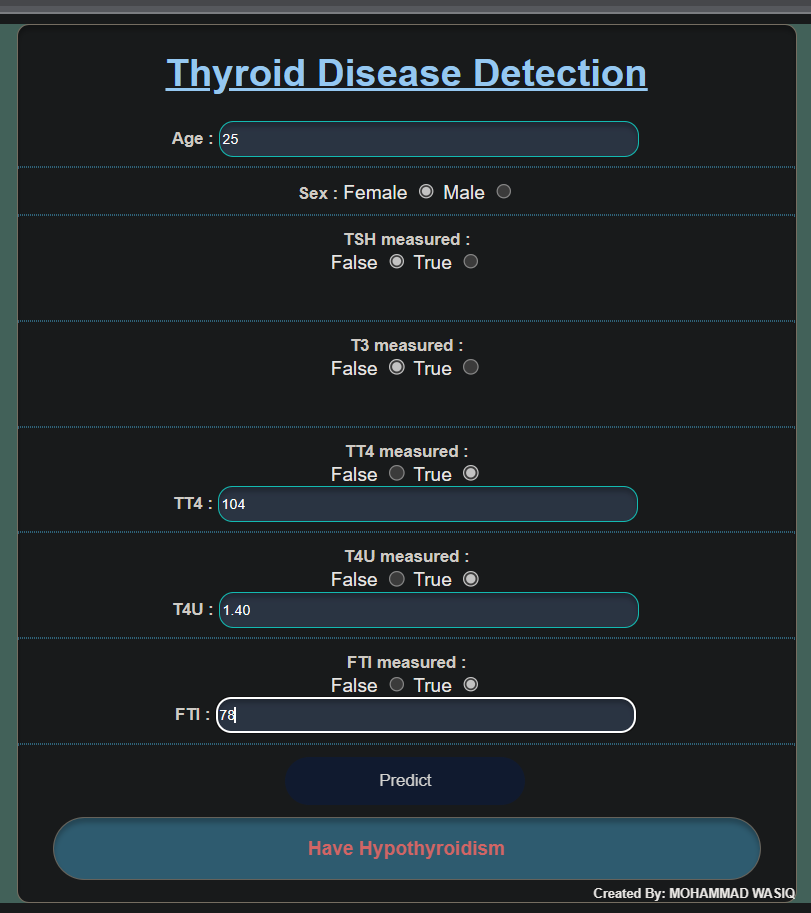 Thyroid Disease Detection
Age : 25
Sex : Female Male
TSH measured :
False True
T3 measured :
False True
TT4 measured :
False True
TT4 : 104
T4U measured :
False True
T4U : 1.40
FTI measured :
False True
FTI : 78
Predict
Have Hypothyroidism
Created By: MOHAMMAD WASIQ